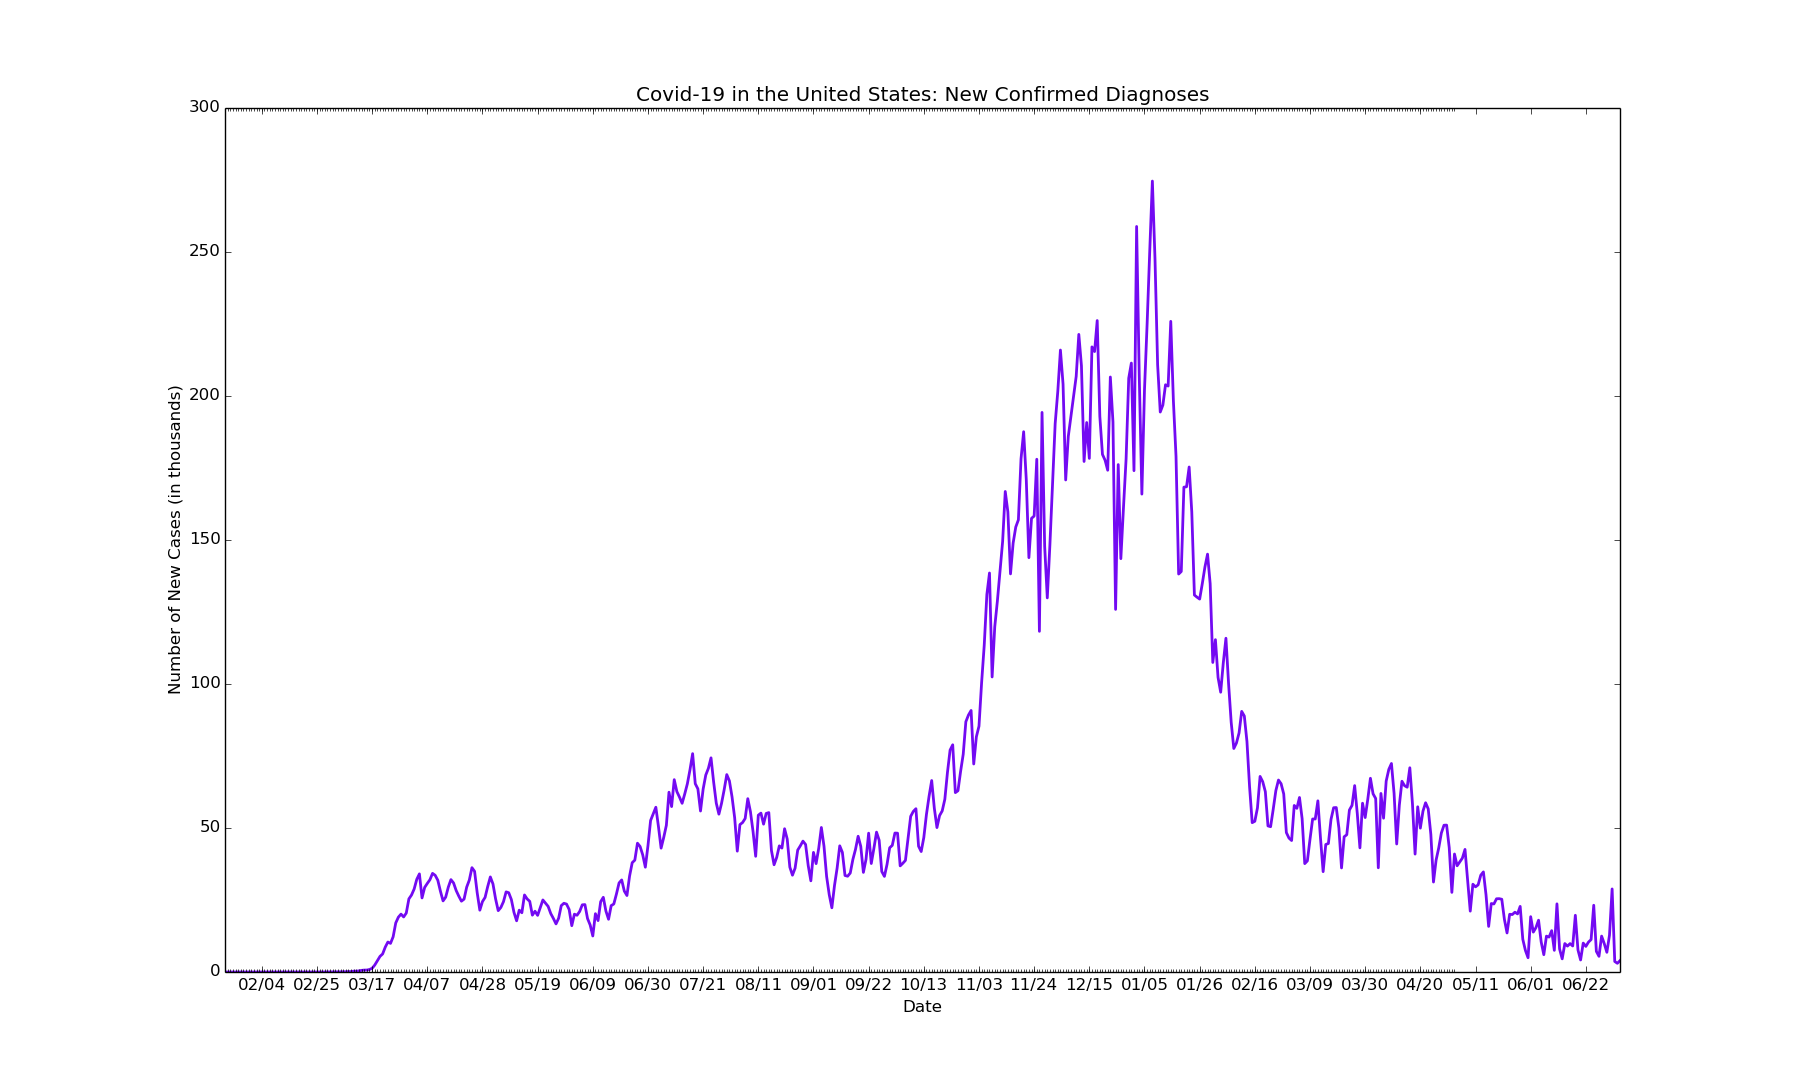 Covid-19 in the United States: New Confirmed Diagnoses
300
250
200
150
100
50
0
Number of New Cases (in thousands)
02/04 02/25 03/17 04/07 04/28 05/19 06/09 06/30 07/21 08/11 09/01 09/22 10/13 11/03 11/24 12/15 01/05 01/26 02/16 03/09 03/30 04/20 05/11 06/01 06/22
Date